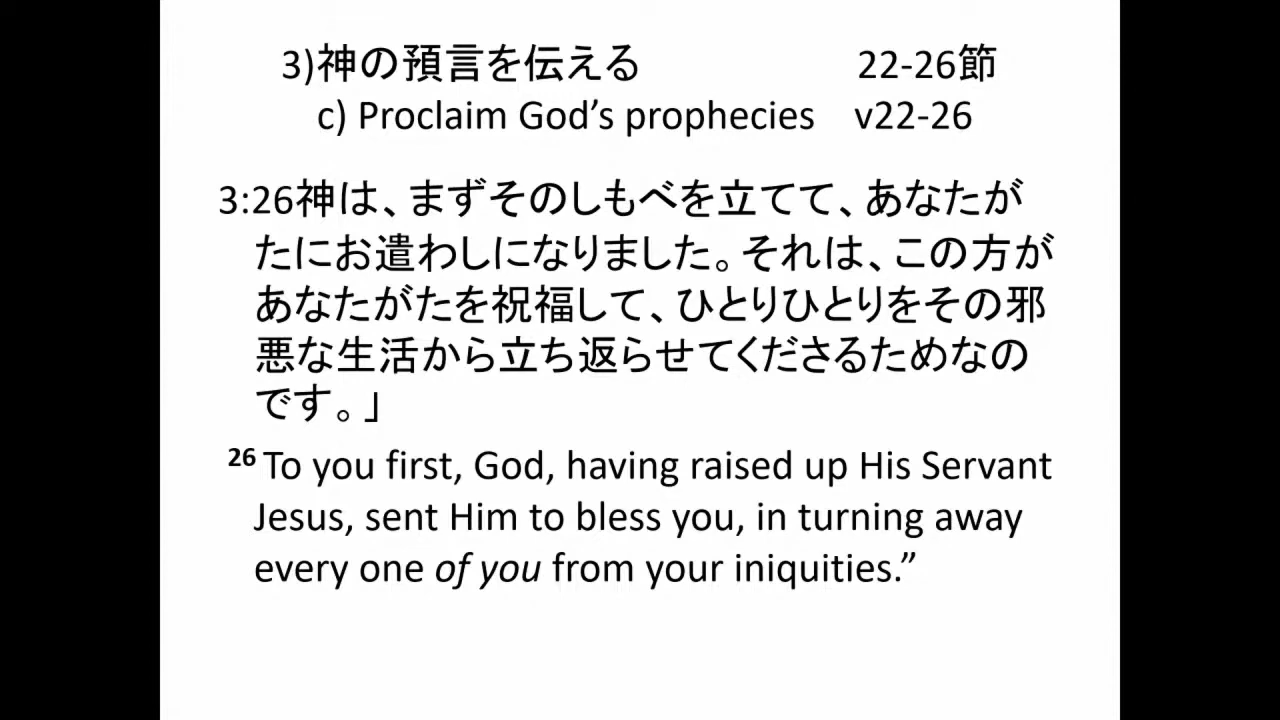 3)神の預言を伝える 22-26節
c) Proclaim God’s prophecies v22-26
3:26神は、まずそのしもべを立てて、あなたが
たにお遣わしになりました。それは、この方が
あなたがたを祝福して、ひとりひとりをその邪
悪な生活から立ち返らせてくださるためなの
です。」
26 To you first, God, having raised up His Servant
Jesus, sent Him to bless you, in turning away
every one of you from your iniquities.”